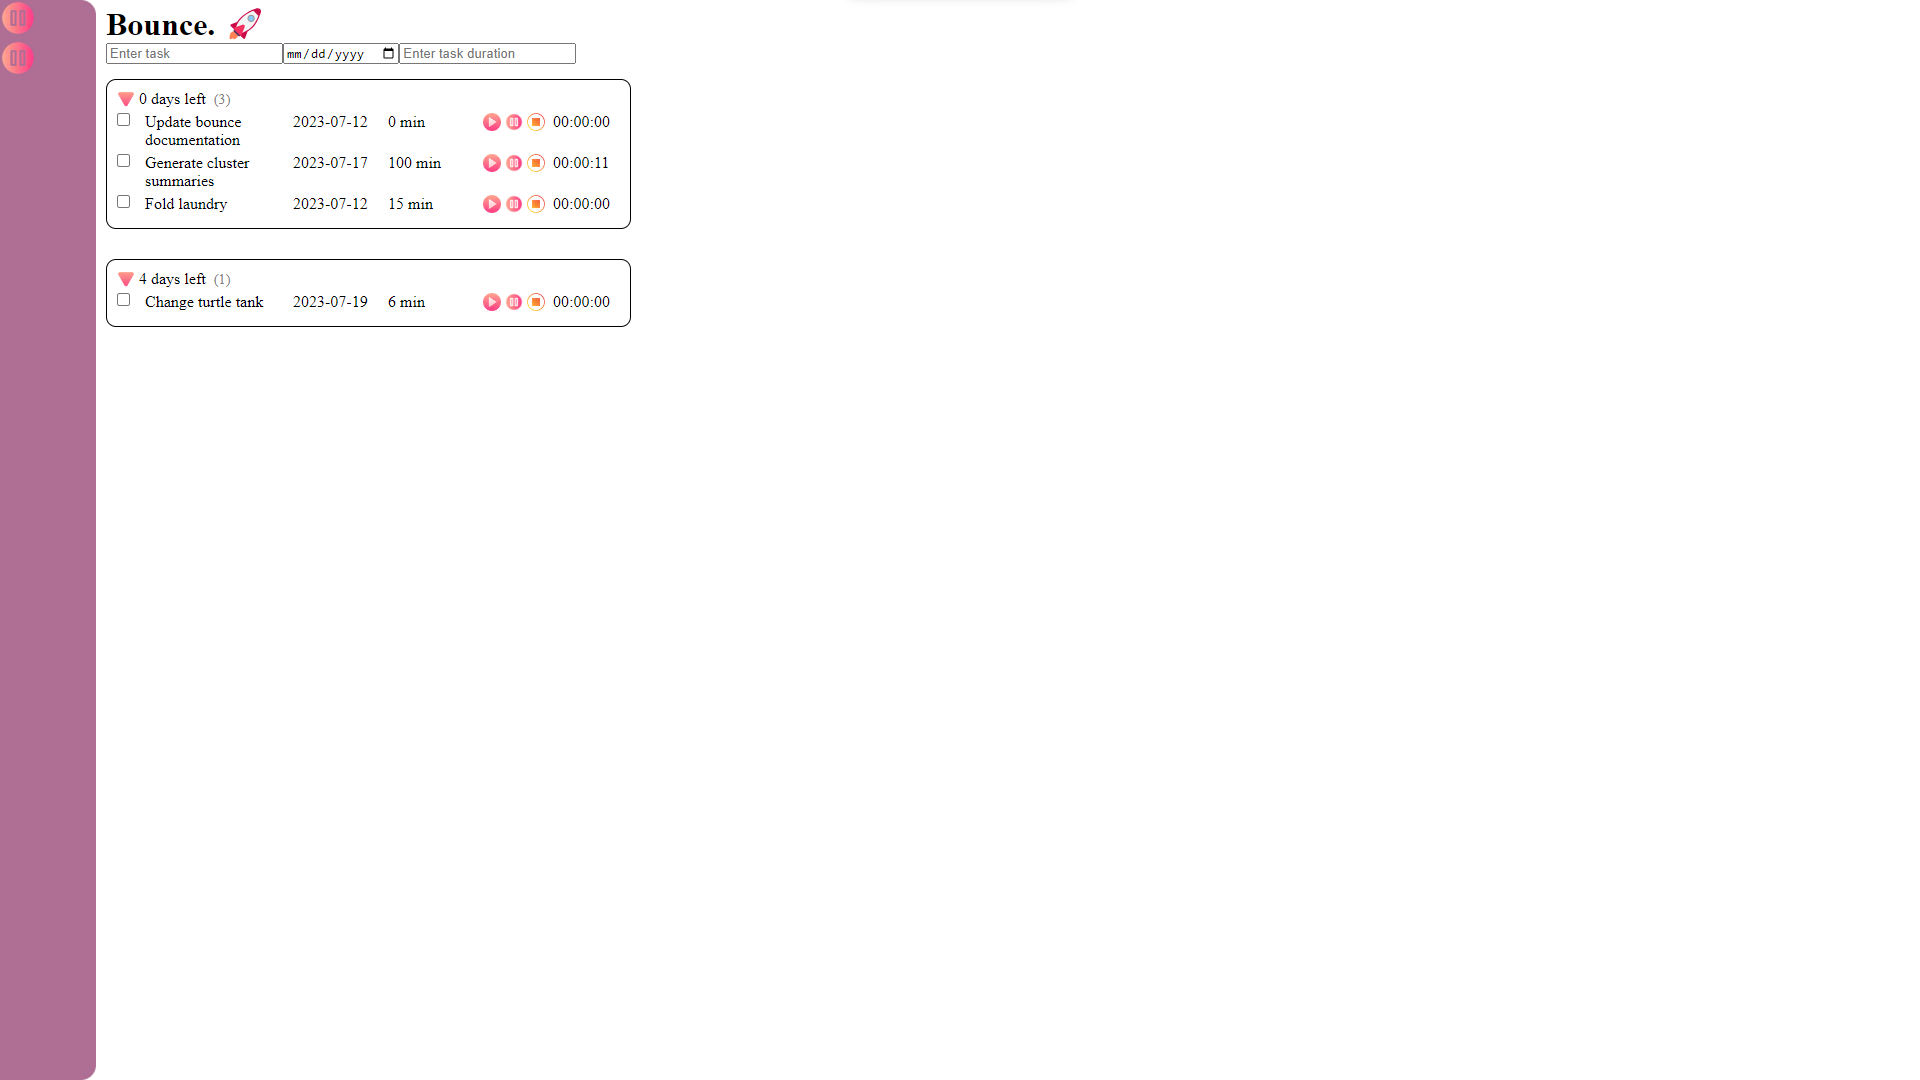 Bounce. 🚀
Enter task mm/dd/yyyy Enter task duration
0 days left (3)
Update bounce 2023-07-12 0 min 00:00:00
documentation
Generate cluster 2023-07-17 100 min 00:00:11
summaries
Fold laundry 2023-07-12 15 min 00:00:00
4 days left (1)
Change turtle tank 2023-07-19 6 min 00:00:00